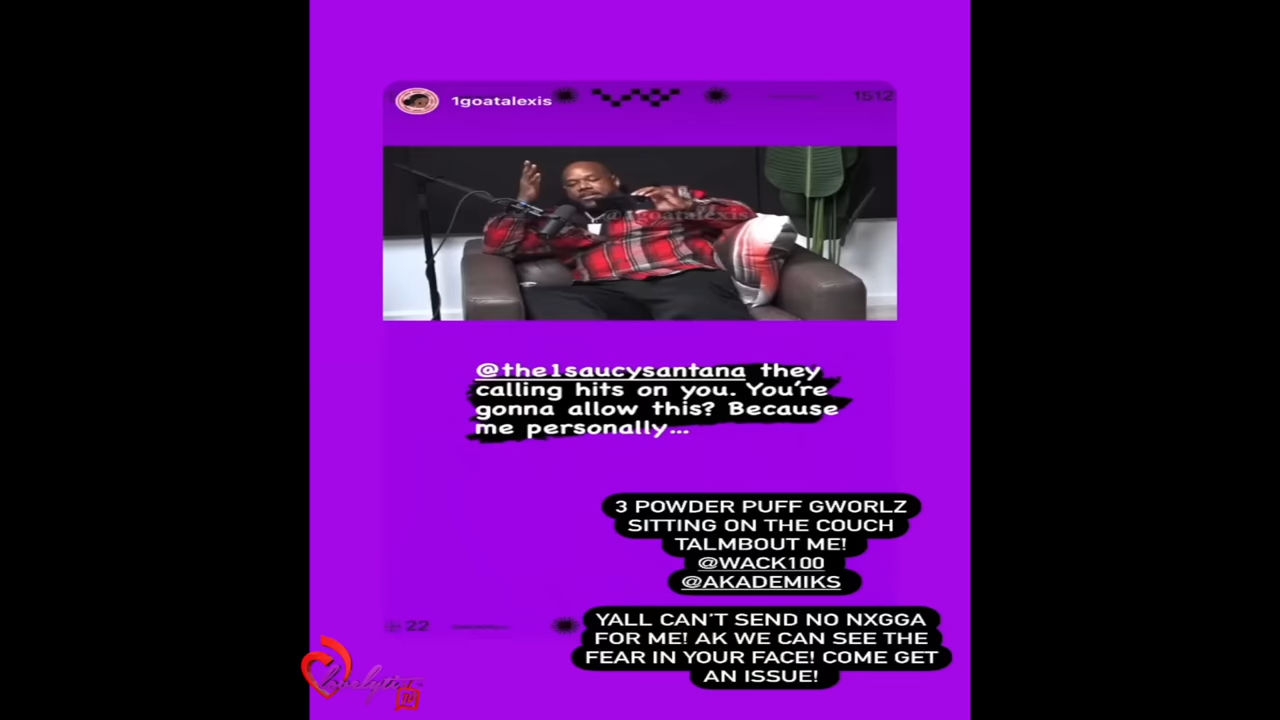 1goatalexis
1512
@1goatalexis
@the1saucysantana they
calling hits on you. You're
gonna allow this? Because
me personally...
3 POWDER PUFF GWORLZ
SITTING ON THE COUCH
TALMBOUT ME!
@WACK100
@AKADEMIKS
22
YALL CAN'T SEND NO NXGGA
FOR ME! AK WE CAN SEE THE
FEAR IN YOUR FACE! COME GET
AN ISSUE!